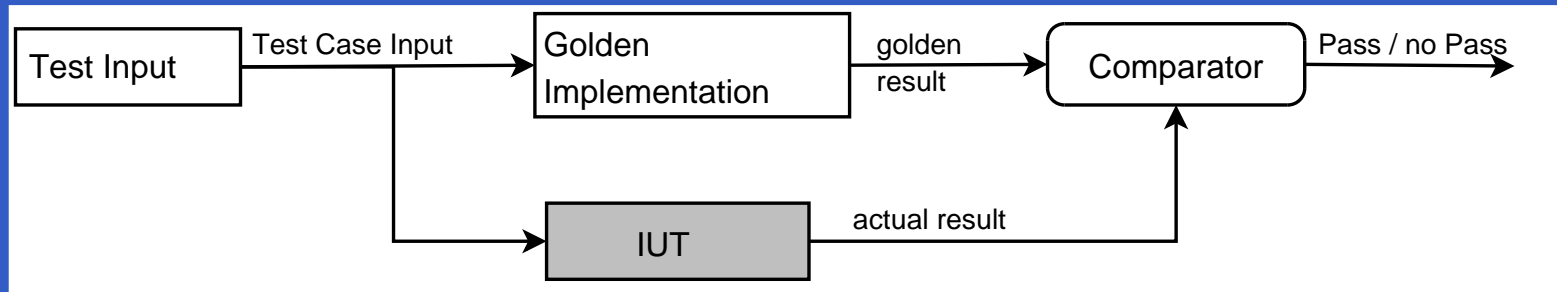 Test Input
Test Case Input
Golden
Implementation
golden
result
Comparator
Pass / no Pass
IUT
actual result